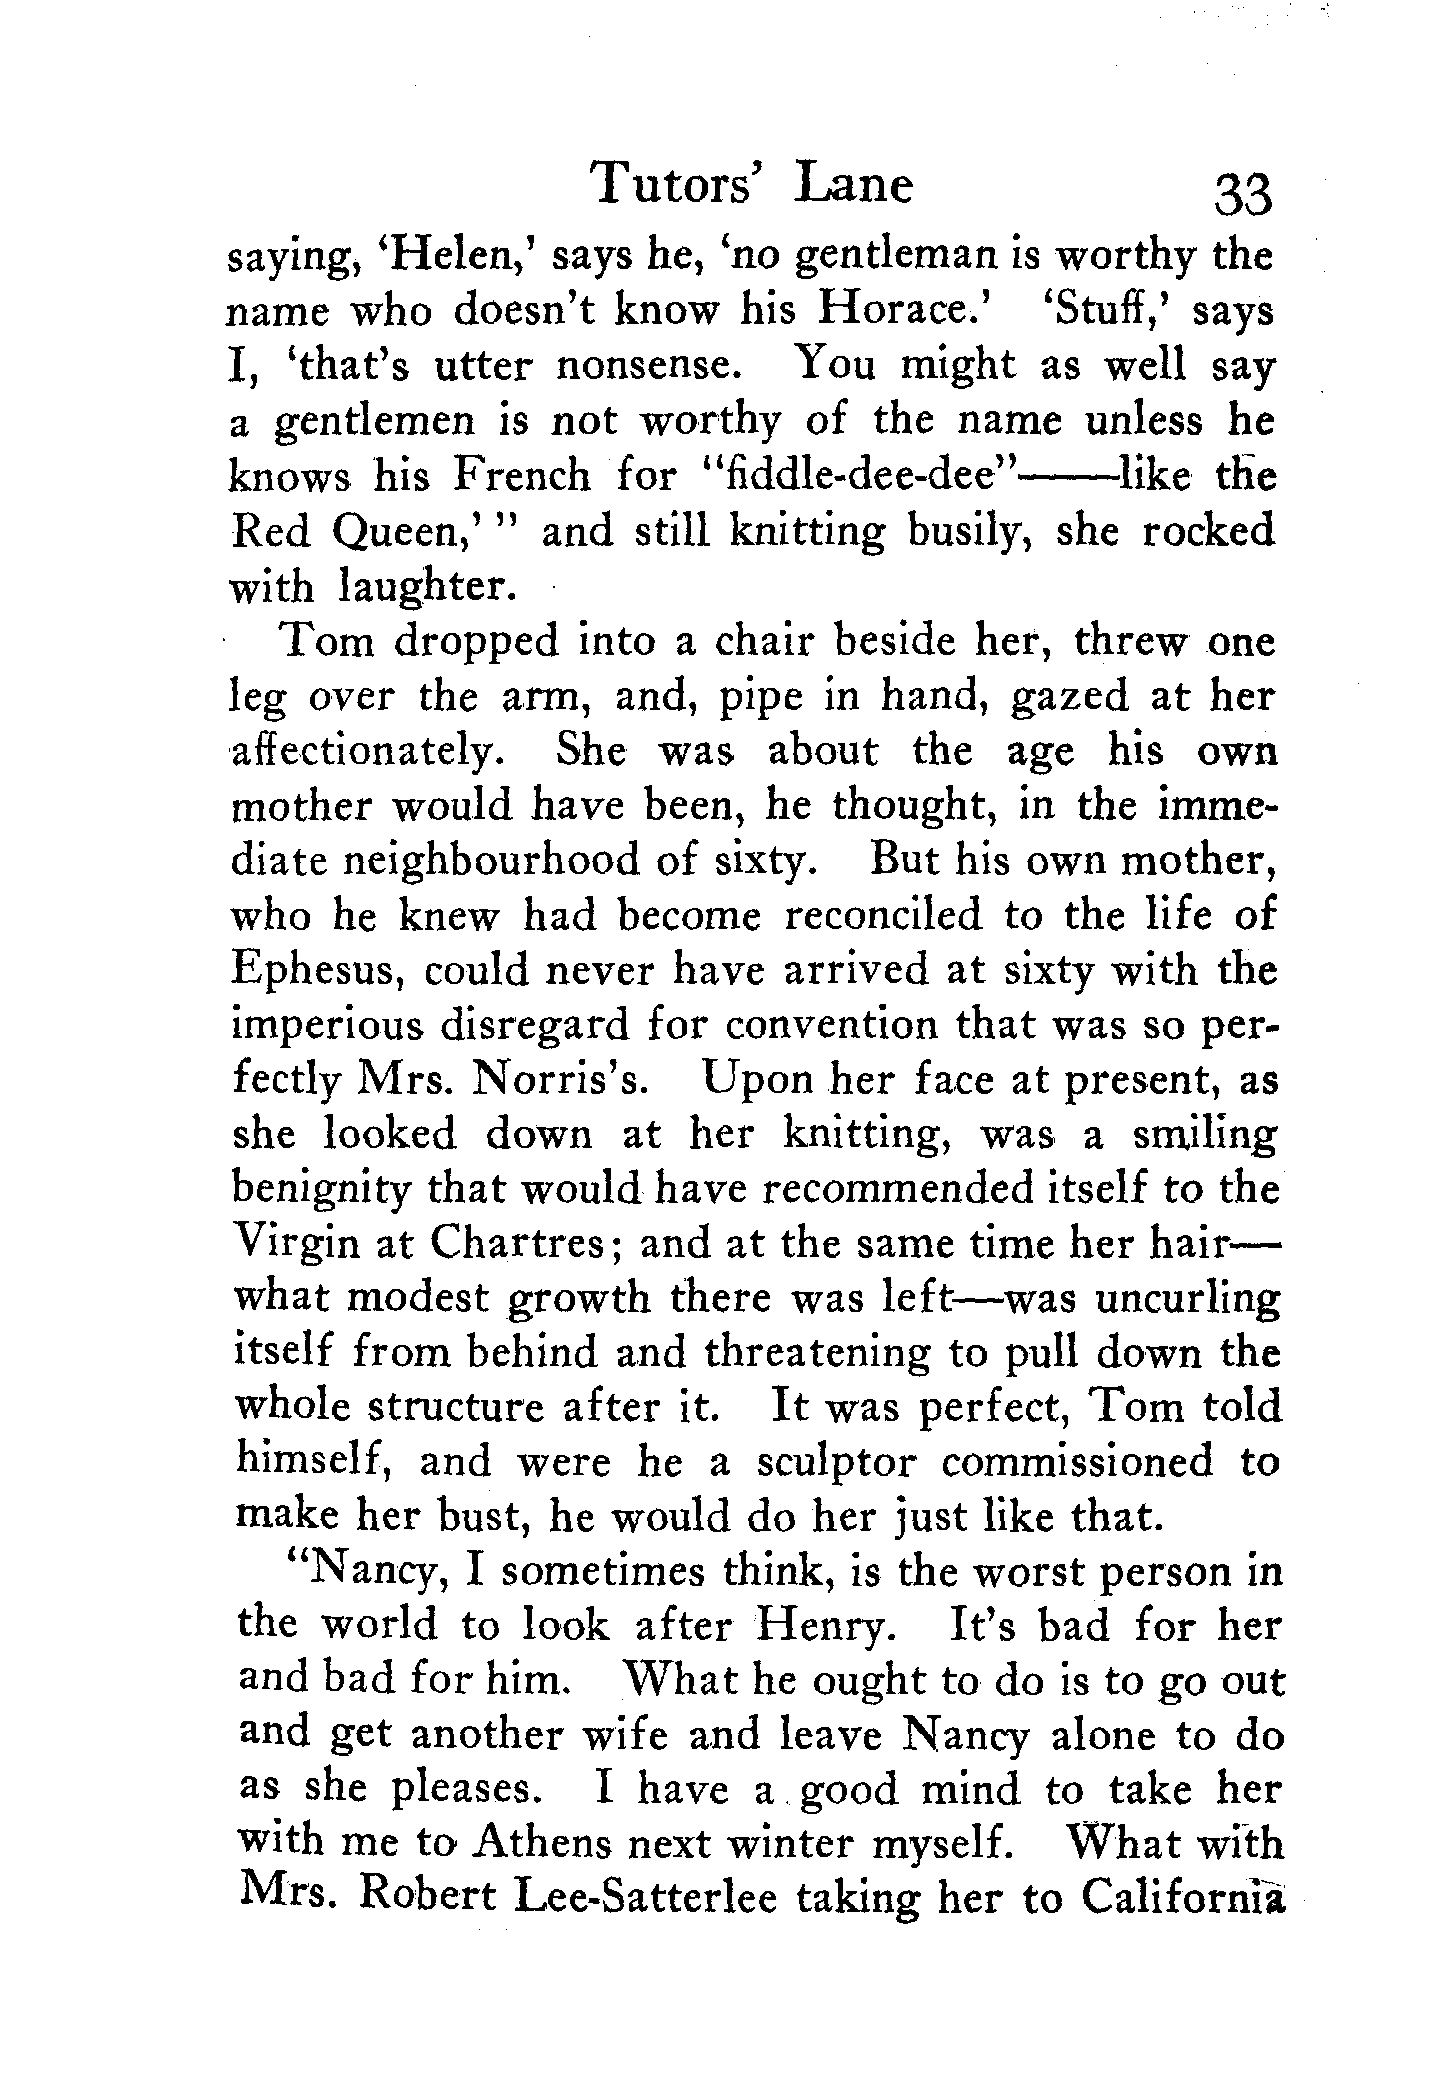 Tutors' Lane 33
saying, 'Helen,' says he, 'no gentleman is worthy the
name who doesn't know his Horace.' 'Stuff,' says
I, 'that's utter nonsense. You might as well say
a gentlemen is not worthy of the name unless he
knows his French for "fiddle-dee-dee"——like the
Red Queen,' " and still knitting busily, she rocked
with laughter.
Tom dropped into a chair beside her, threw one
leg over the arm, and, pipe in hand, gazed at her
affectionately. She was about the age his own
mother would have been, he thought, in the imme-
diate neighbourhood of sixty. But his own mother,
who he knew had become reconciled to the life of
Ephesus, could never have arrived at sixty with the
imperious disregard for convention that was so per-
fectly Mrs. Norris's. Upon her face at present, as
she looked down at her knitting, was a smiling
benignity that would have recommended itself to the
Virgin at Chartres; and at the same time her hair—
what modest growth there was left—was uncurling
itself from behind and threatening to pull down the
whole structure after it. It was perfect, Tom told
himself, and were he a sculptor commissioned to
make her bust, he would do her just like that.
"Nancy, I sometimes think, is the worst person in
the world to look after Henry. It's bad for her
and bad for him. What he ought to do is to go out
and get another wife and leave Nancy alone to do
as she pleases. I have a good mind to take her
with me to Athens next winter myself. What with
Mrs. Robert Lee-Satterlee taking her to California